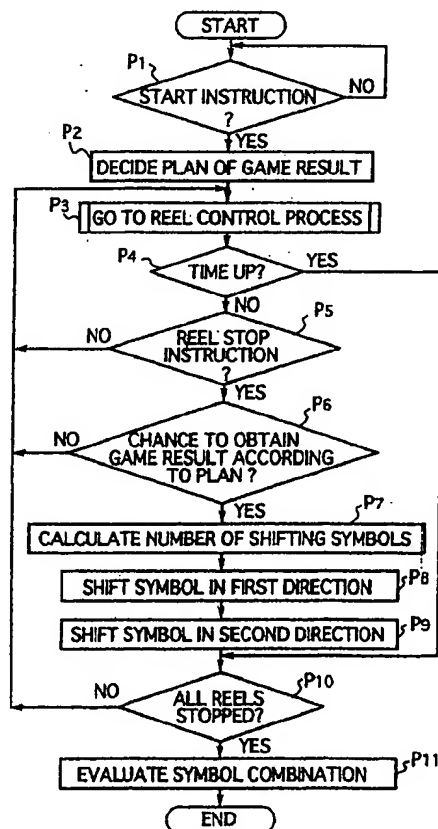 START
P1
START INSTRUCTION
?
NO
YES
P2
DECIDE PLAN OF GAME RESULT
P3
GO TO REEL CONTROL PROCESS
P4
TIME UP?
YES
NO
P5
REEL STOP
INSTRUCTION
?
NO
YES
P6
CHANCE TO OBTAIN
GAME RESULT ACCORDING
TO PLAN ?
NO
YES
P7
CALCULATE NUMBER OF SHIFTING SYMBOLS
SHIFT SYMBOL IN FIRST DIRECTION
P8
SHIFT SYMBOL IN SECOND DIRECTION
P9
NO
P10
ALL REELS
STOPPED?
YES
P11
EVALUATE SYMBOL COMBINATION
END